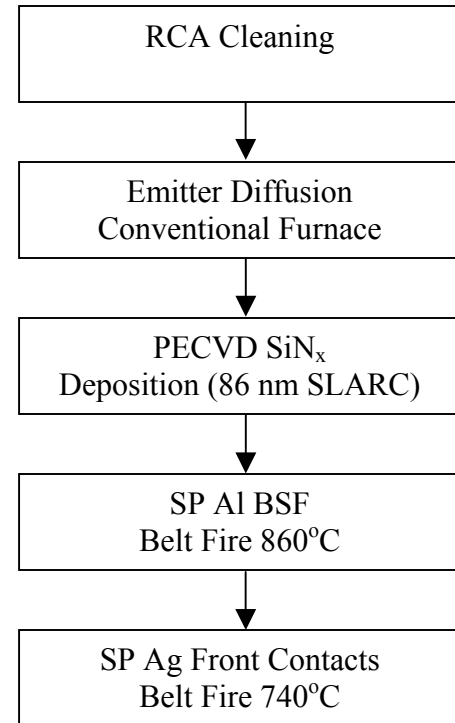 RCA Cleaning
Emitter Diffusion
Conventional Furnace
PECVD SiNₓ
Deposition (86 nm SLARC)
SP Al BSF
Belt Fire 860°C
SP Ag Front Contacts
Belt Fire 740°C